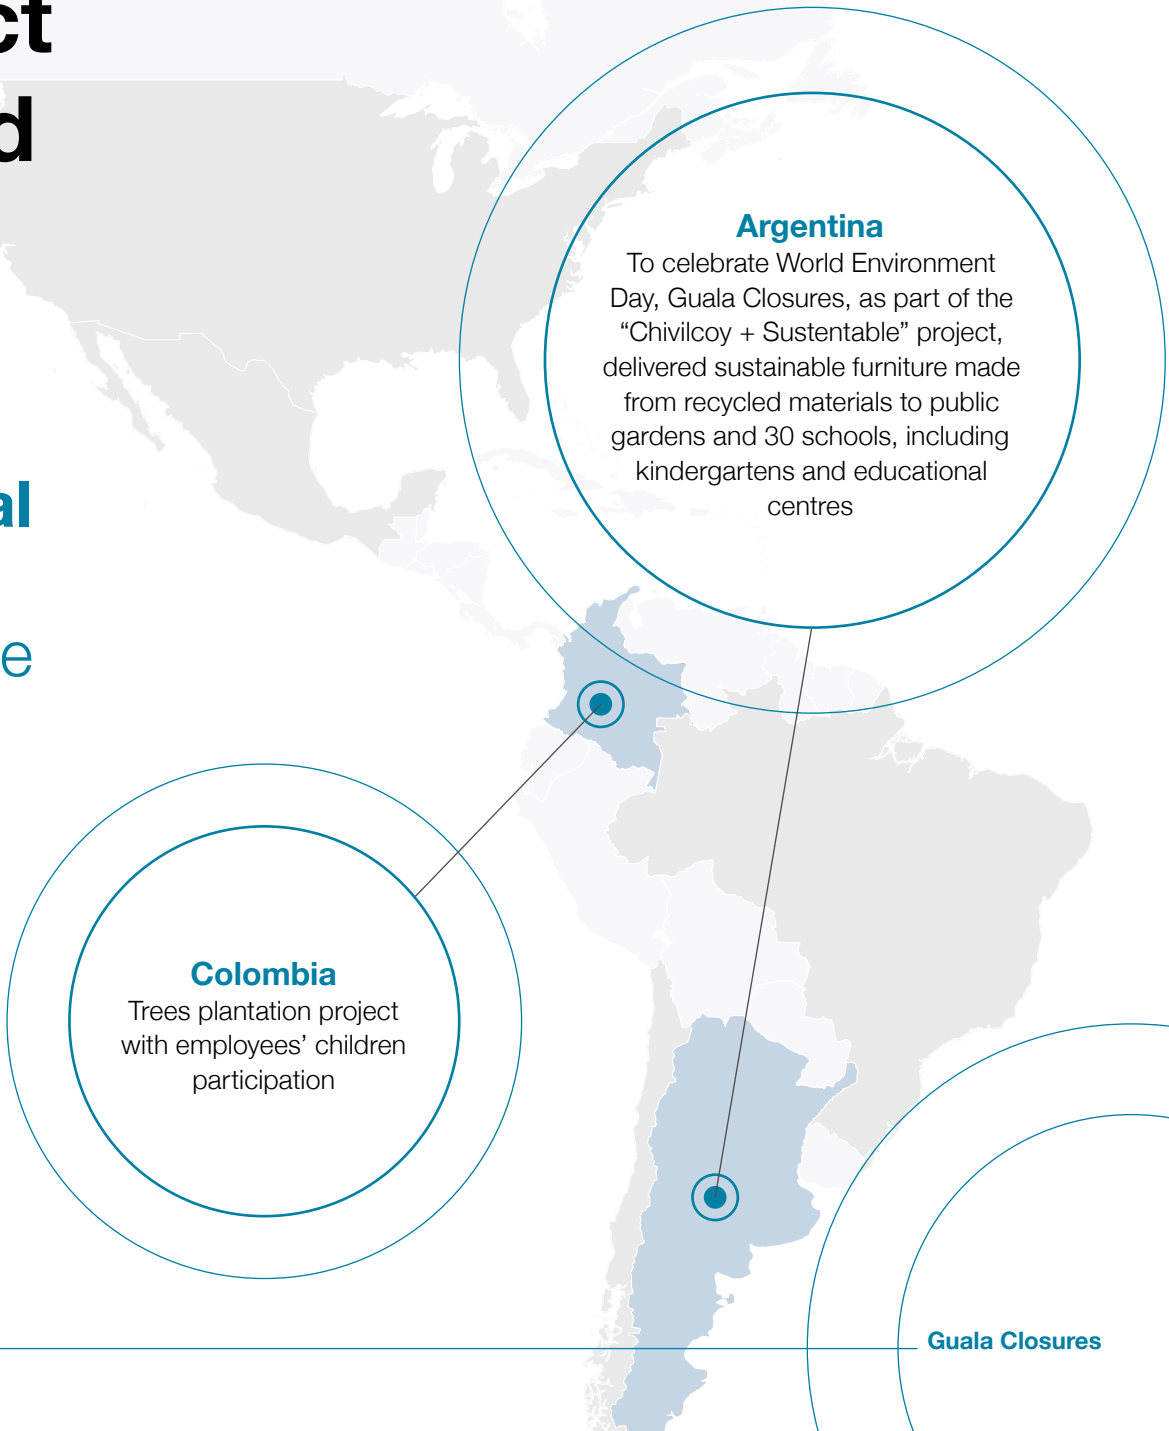 Argentina
To celebrate World Environment
Day, Guala Closures, as part of the
“Chivilcoy + Sustentable” project,
delivered sustainable furniture made
from recycled materials to public
gardens and 30 schools, including
kindergartens and educational
centres
Colombia
Trees plantation project
with employees’ children
participation
Guala Closures